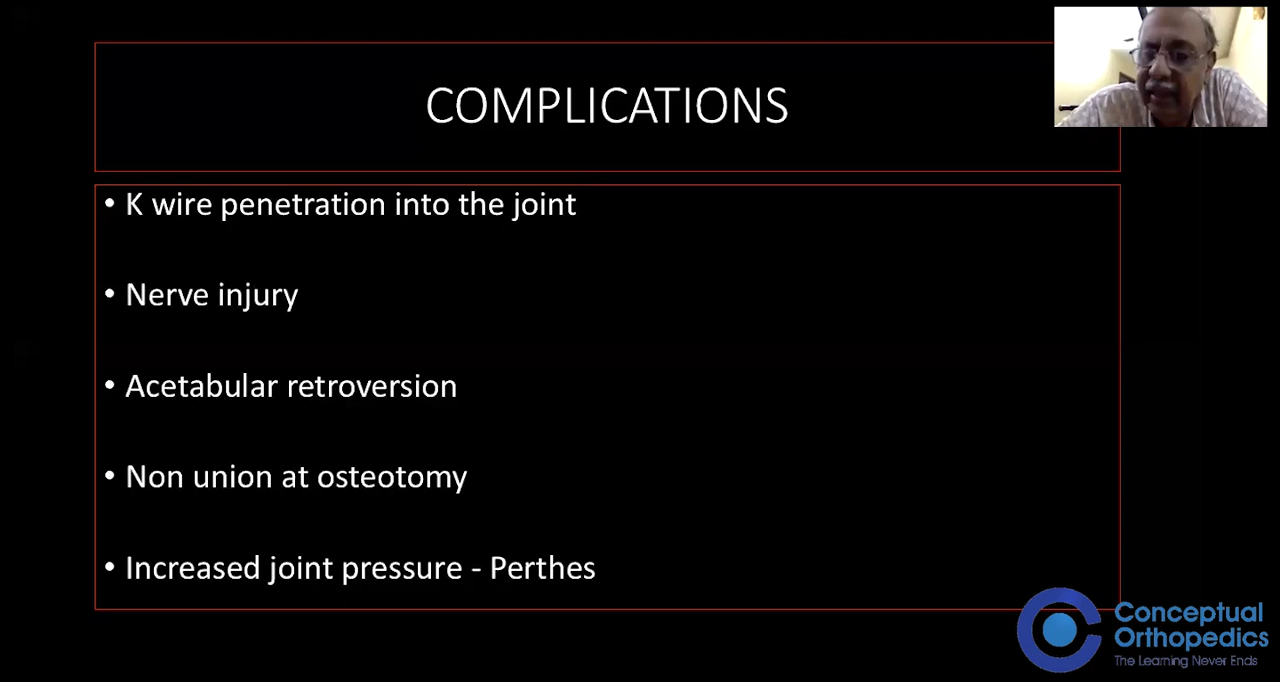 COMPLICATIONS
• K wire penetration into the joint
• Nerve injury
• Acetabular retroversion
• Non union at osteotomy
• Increased joint pressure - Perthes
Conceptual
Orthopedics
The Learning Never Ends